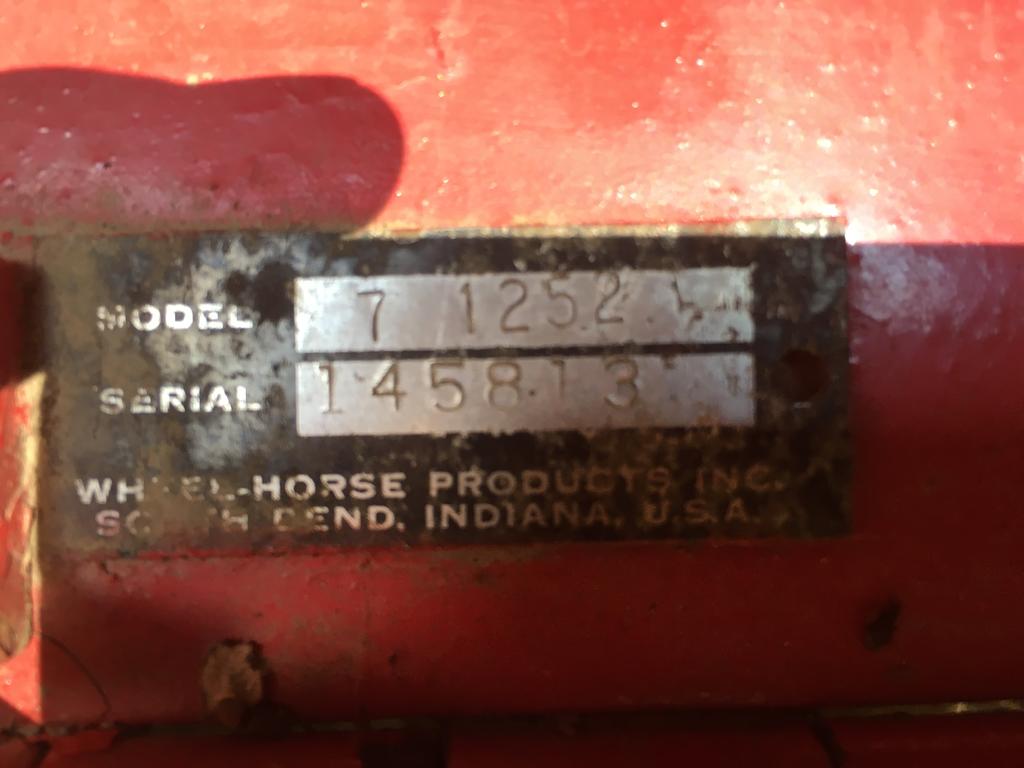 MODEL 7 1252
SERIAL 145813
WHEEL-HORSE PRODUCTS INC.
SOUTH BEND, INDIANA, U.S.A.